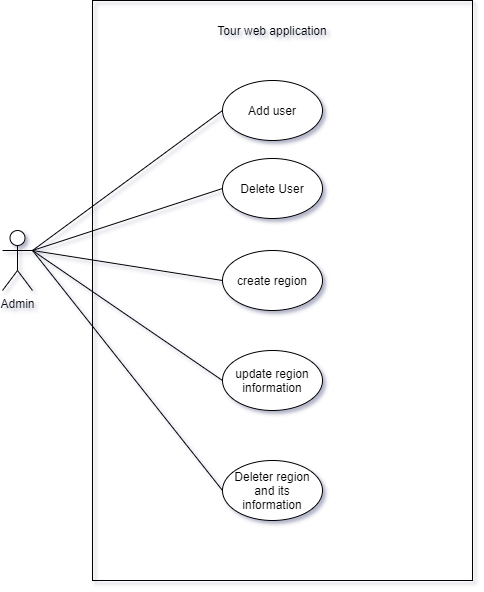 Tour web application
Add user
Delete User
create region
Admin
update region
information
Deleter region
and its
information